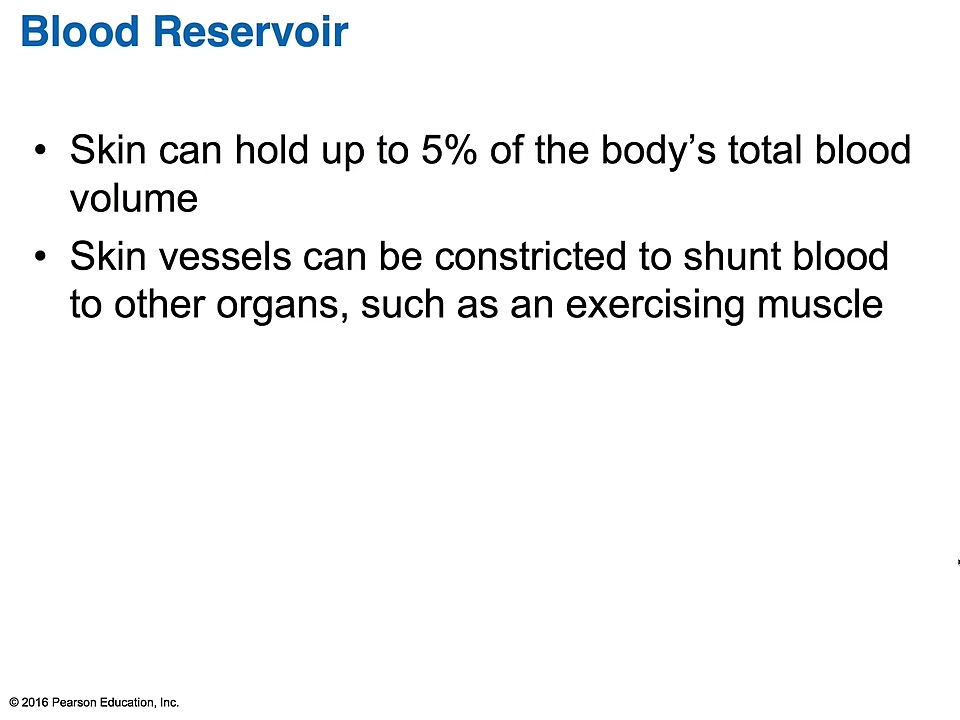 Blood Reservoir
• Skin can hold up to 5% of the body’s total blood
volume
• Skin vessels can be constricted to shunt blood
to other organs, such as an exercising muscle
© 2016 Pearson Education, Inc.